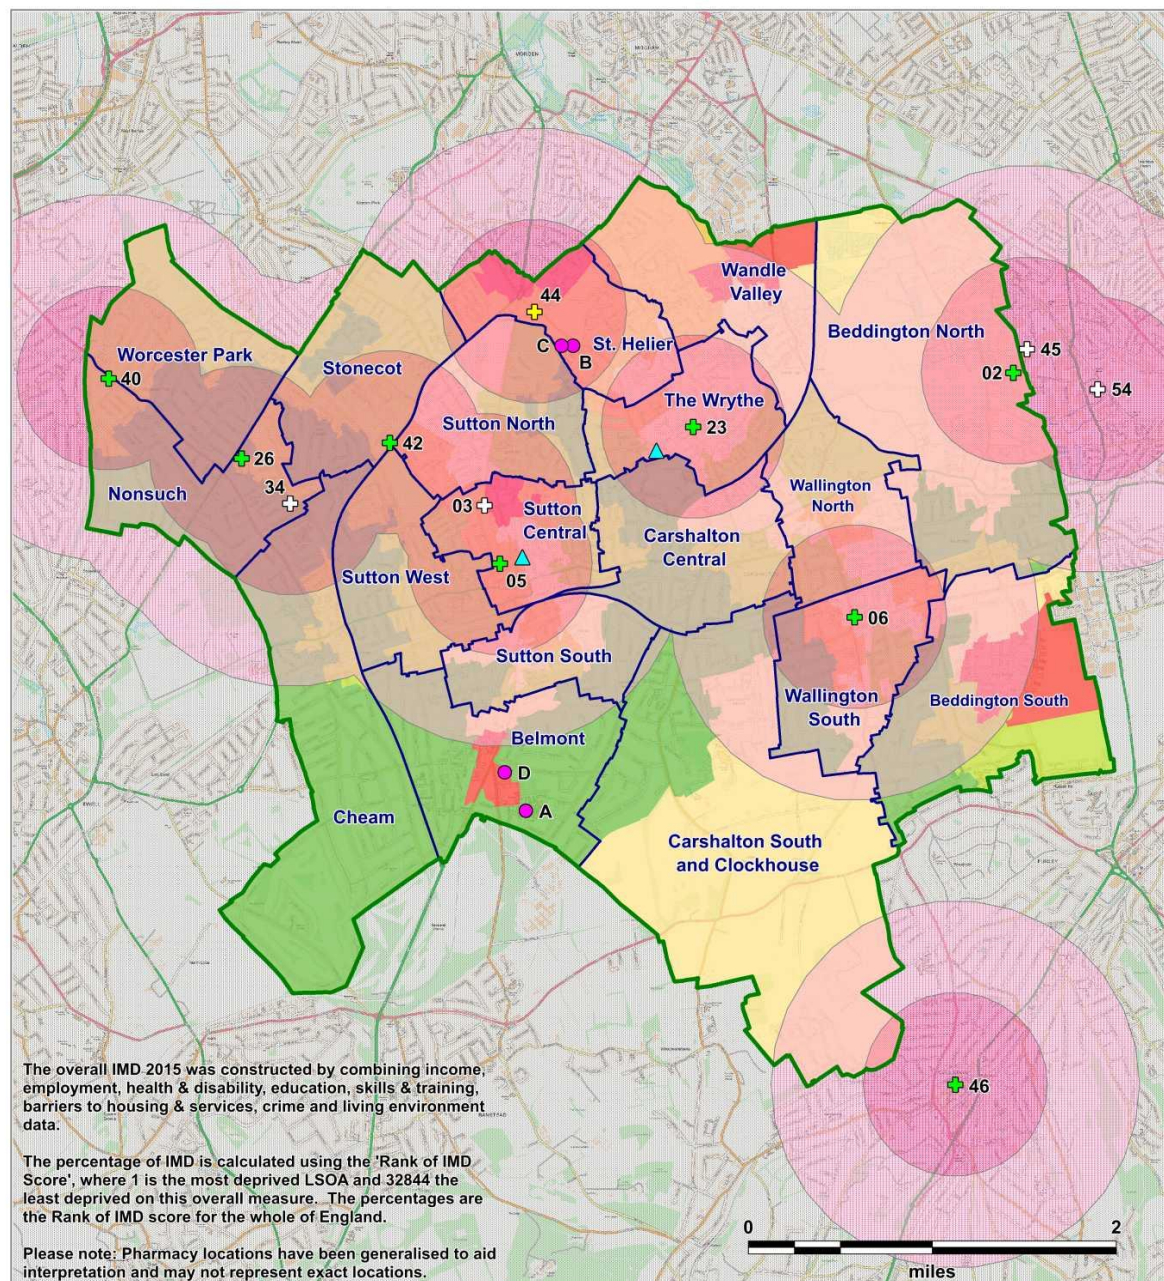 MORDEN
44
Wandle
Valley
Beddington North
45
02
54
Worcester Park
40
Stonecot
C
B
St. Helier
The Wrythe
23
Sutton North
42
26
34
Nonsuch
03
Sutton
Central
05
Sutton West
Carshalton
Central
Wallington
North
06
Sutton South
Wallington
South
Beddington South
Belmont
D
A
Cheam
Carshalton South
and Clockhouse
46
BANSTEAD
The overall IMD 2015 was constructed by combining income,
employment, health & disability, education, skills & training,
barriers to housing & services, crime and living environment
data.
The percentage of IMD is calculated using the 'Rank of IMD
Score', where 1 is the most deprived LSOA and 32844 the
least deprived on this overall measure. The percentages are
the Rank of IMD score for the whole of England.
Please note: Pharmacy locations have been generalised to aid
interpretation and may not represent exact locations.
0
2
miles